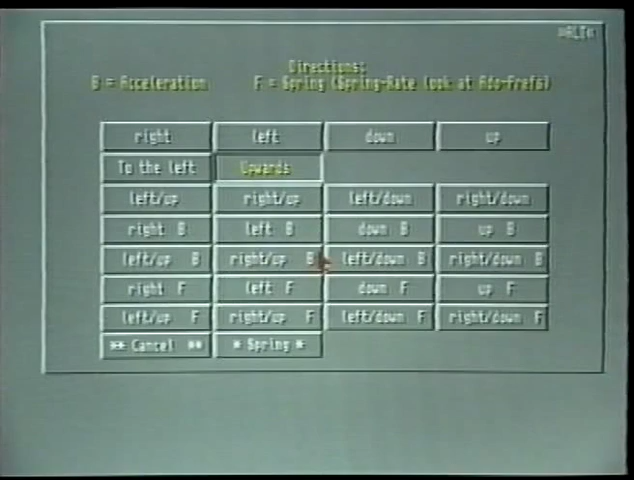 *ALI*
Directions:
B = Acceleration F = Spring (Spring-Rate look at Ado-Prefs)
right left down up
To the left Upwards
left/up right/up left/down right/down
right B left B down B up B
left/up B right/up B left/down B right/down B
right F left F down F up F
left/up F right/up F left/down F right/down F
** Cancel ** * Spring *